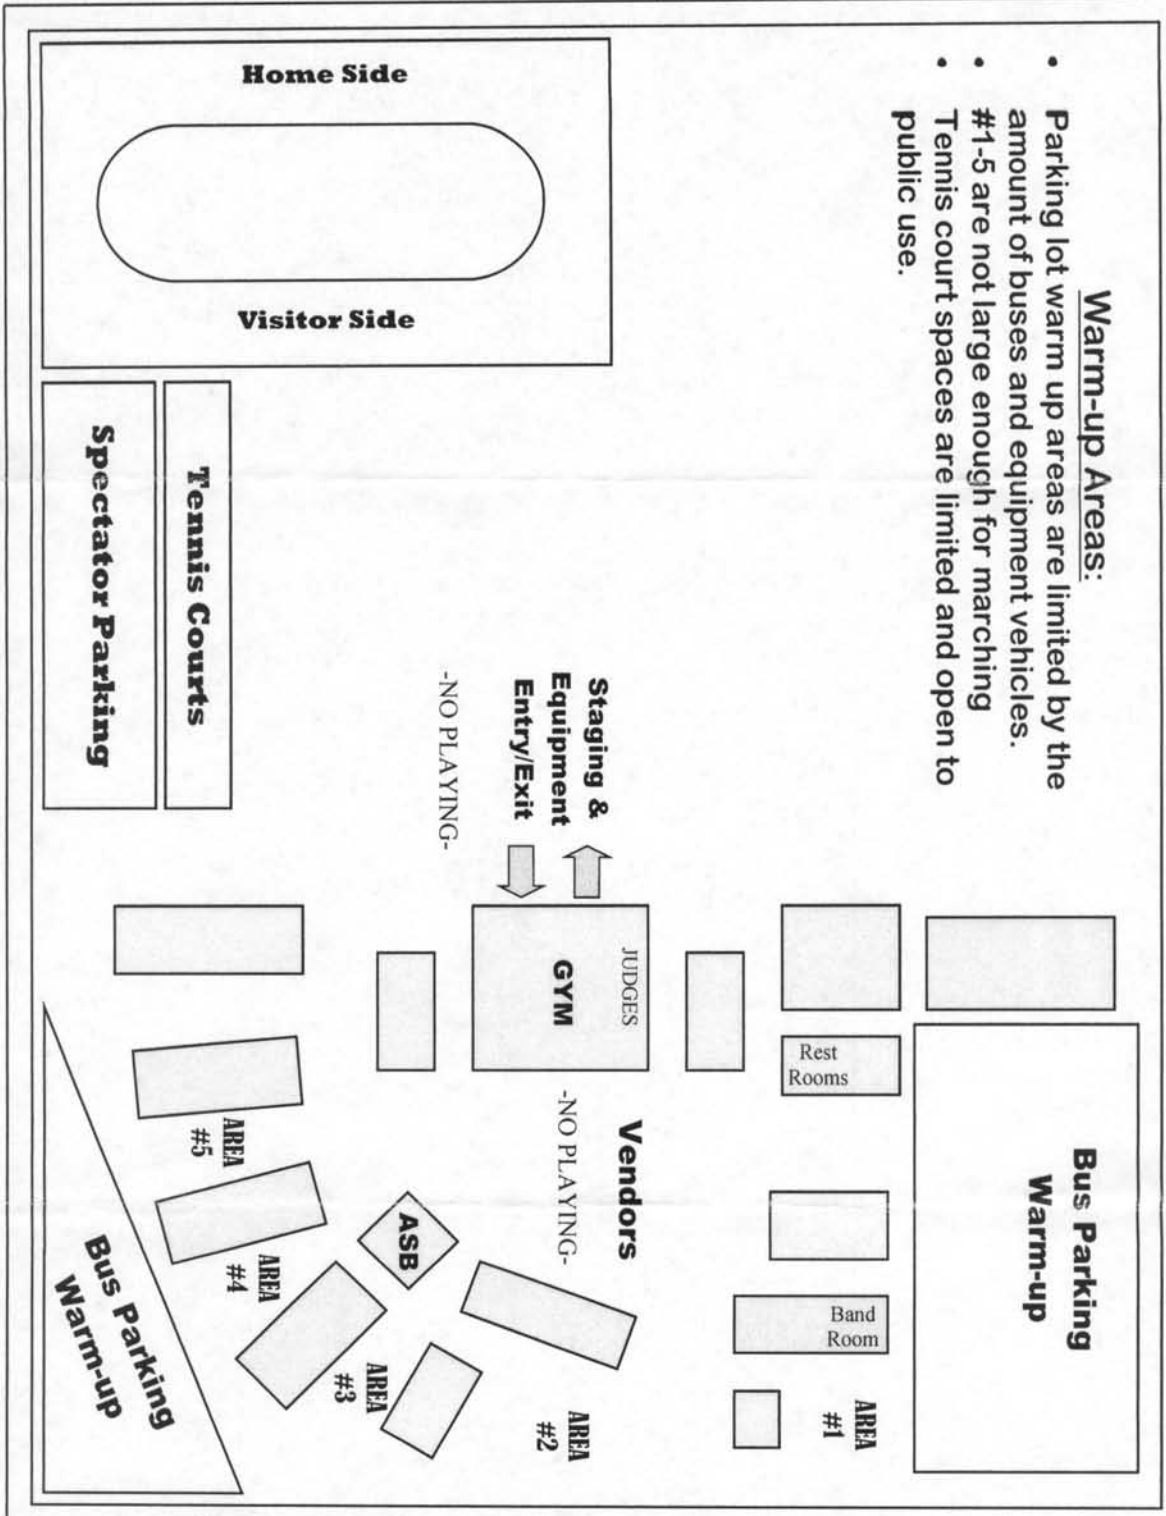 Warm-up Areas:
• Parking lot warm up areas are limited by the
amount of buses and equipment vehicles.
• #1-5 are not large enough for marching
• Tennis court spaces are limited and open to
public use.
Home Side
Visitor Side
Tennis Courts
Spectator Parking
Staging &
Equipment
Entry/Exit
-NO PLAYING-
JUDGES
GYM
Rest
Rooms
Bus Parking
Warm-up
Vendors
-NO PLAYING-
Band
Room
AREA
#1
AREA
#2
ASB
AREA
#3
AREA
#4
AREA
#5
Bus Parking
Warm-up